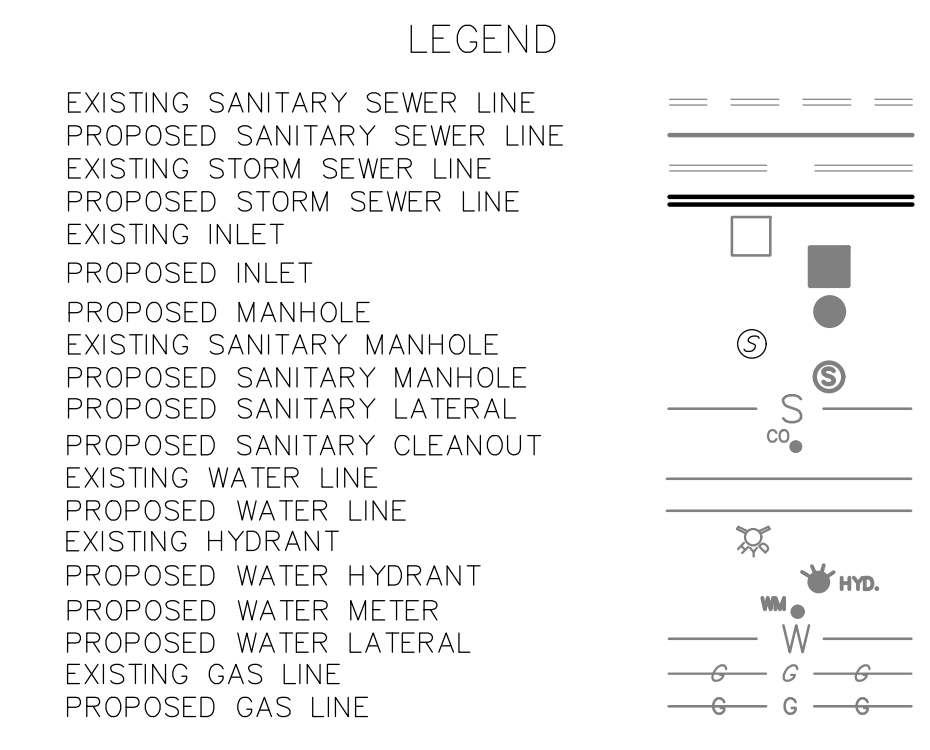 LEGEND
EXISTING SANITARY SEWER LINE
PROPOSED SANITARY SEWER LINE
EXISTING STORM SEWER LINE
PROPOSED STORM SEWER LINE
EXISTING INLET
PROPOSED INLET
PROPOSED MANHOLE
EXISTING SANITARY MANHOLE S
PROPOSED SANITARY MANHOLE S
PROPOSED SANITARY LATERAL S
PROPOSED SANITARY CLEANOUT CO
EXISTING WATER LINE
PROPOSED WATER LINE
EXISTING HYDRANT
PROPOSED WATER HYDRANT HYD.
PROPOSED WATER METER WM
PROPOSED WATER LATERAL W
EXISTING GAS LINE G G G
PROPOSED GAS LINE G G G